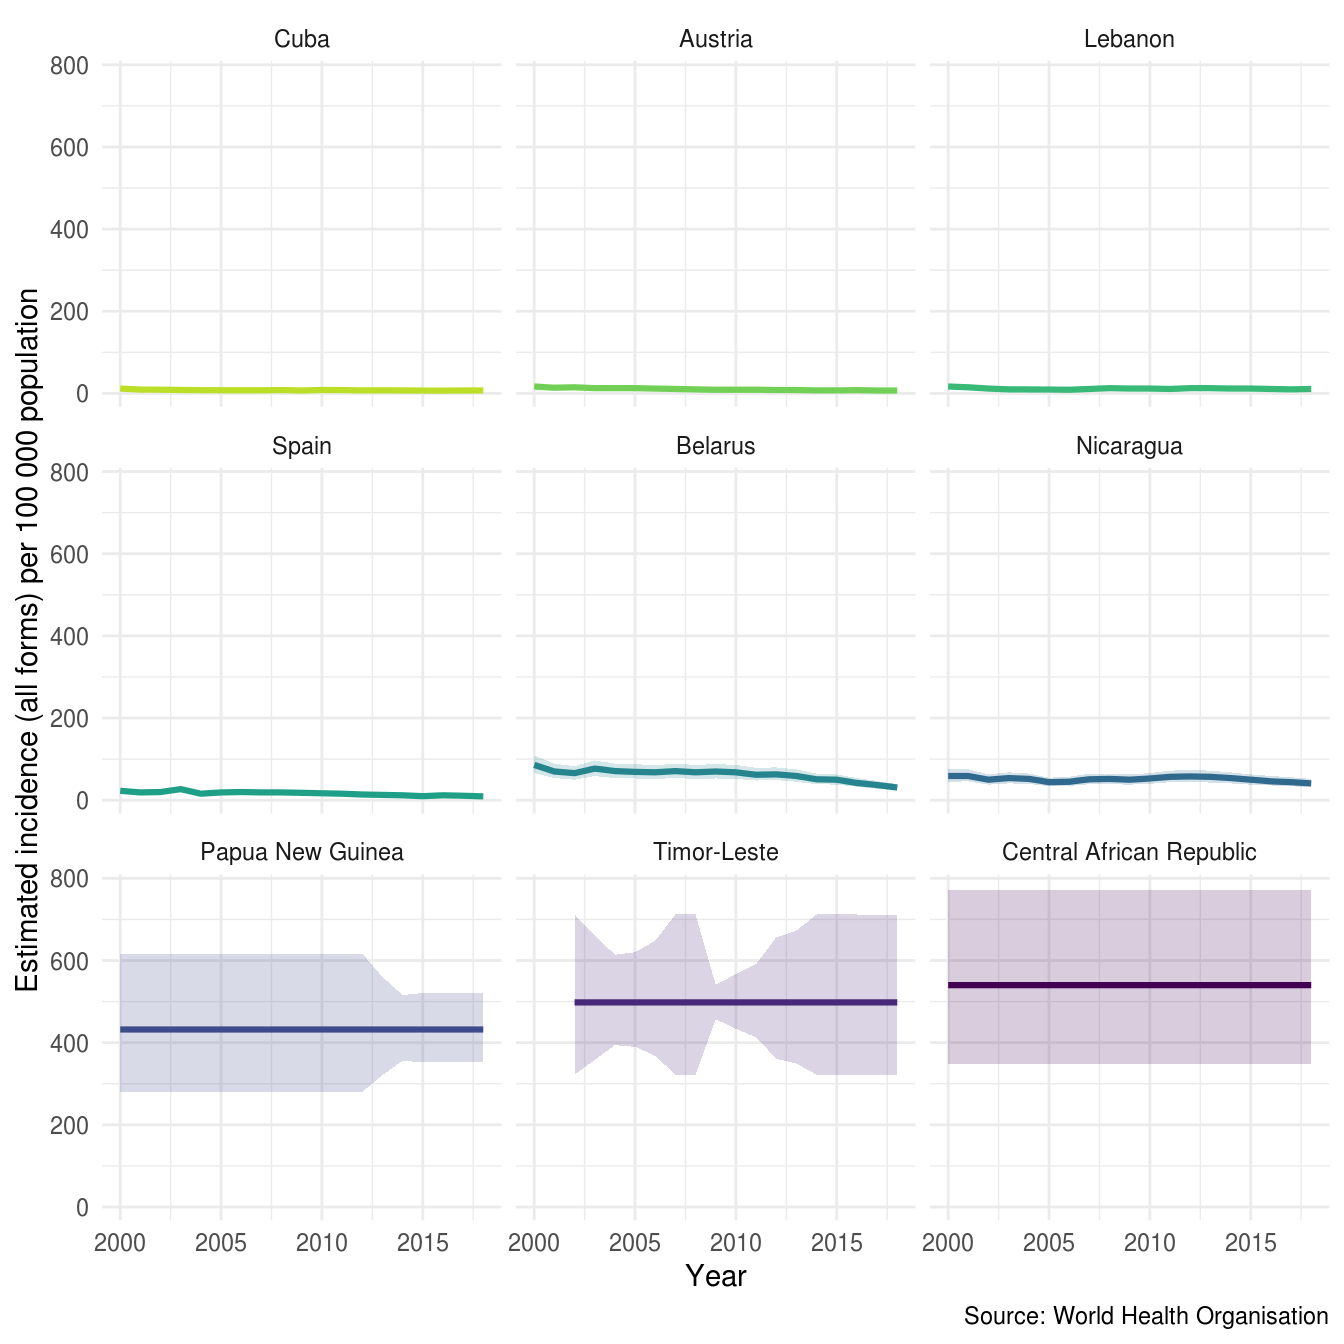 Cuba Austria Lebanon
800
600
400
200
0
Spain Belarus Nicaragua
800
600
400
200
0
Papua New Guinea Timor-Leste Central African Republic
800
600
400
200
0
2000 2005 2010 2015 2000 2005 2010 2015 2000 2005 2010 2015
Estimated incidence (all forms) per 100 000 population
Year
Source: World Health Organisation